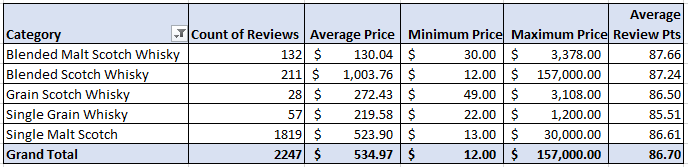 Category Count of Reviews Average Price Minimum Price Maximum Price Average Review Pts
Blended Malt Scotch Whisky 132 $ 130.04 $ 30.00 $ 3,378.00 87.66
Blended Scotch Whisky 211 $ 1,003.76 $ 12.00 $ 157,000.00 87.24
Grain Scotch Whisky 28 $ 272.43 $ 49.00 $ 3,108.00 86.50
Single Grain Whisky 57 $ 219.58 $ 22.00 $ 1,200.00 85.51
Single Malt Scotch 1819 $ 523.90 $ 13.00 $ 30,000.00 86.61
Grand Total 2247 $ 534.97 $ 12.00 $ 157,000.00 86.70